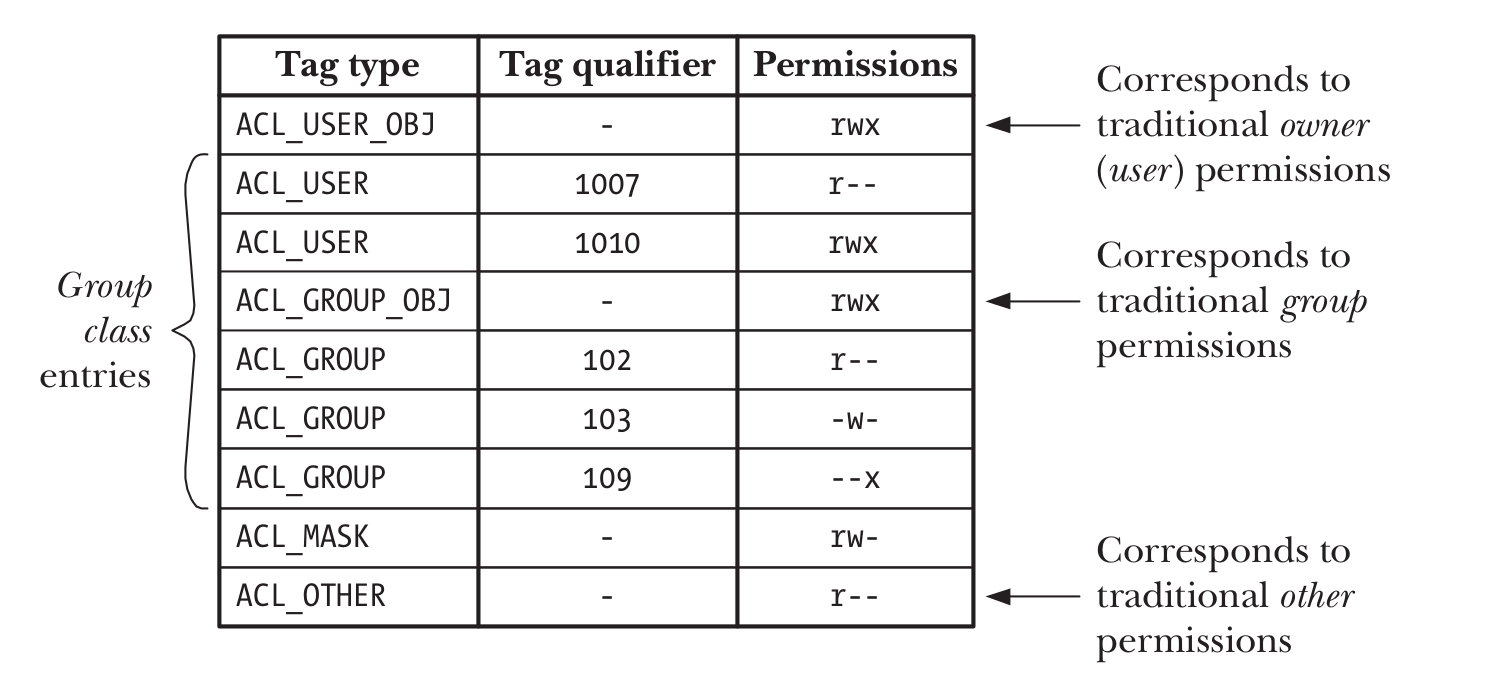 Tag type Tag qualifier Permissions
ACL_USER_OBJ - rwx
ACL_USER 1007 r--
ACL_USER 1010 rwx
ACL_GROUP_OBJ - rwx
ACL_GROUP 102 r--
ACL_GROUP 103 -w-
ACL_GROUP 109 --x
ACL_MASK - rw-
ACL_OTHER - r--
Group
class
entries
Corresponds to
traditional owner
(user) permissions
Corresponds to
traditional group
permissions
Corresponds to
traditional other
permissions